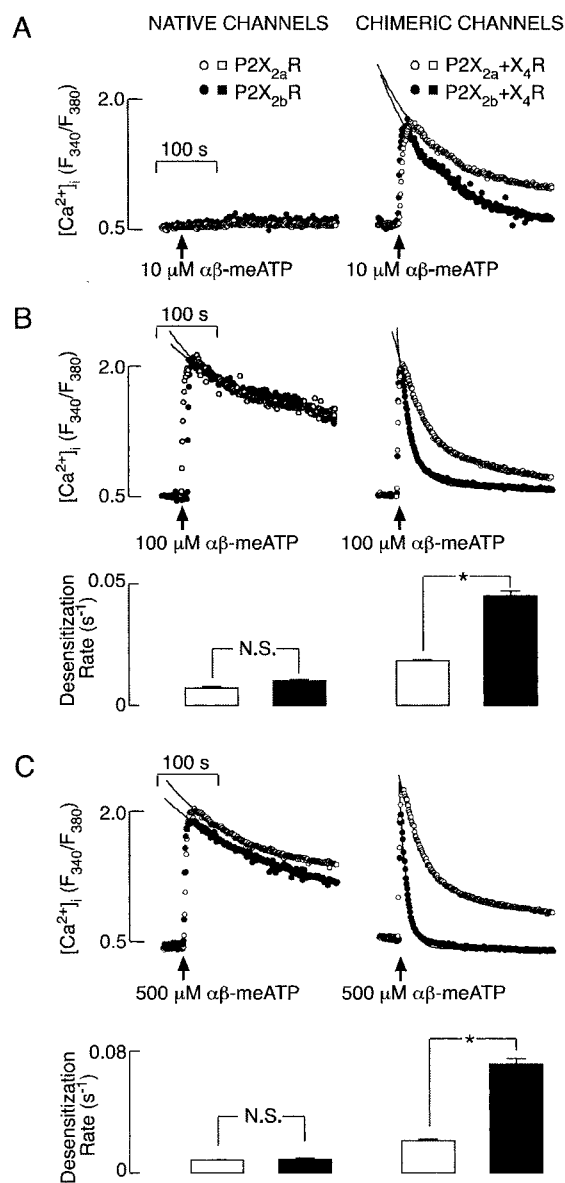 A
NATIVE CHANNELS
CHIMERIC CHANNELS
P2X2aR
P2X2bR
P2X2a+X4R
P2X2b+X4R
[Ca2+]i (F340/F380)
2.0
0.5
100 s
10 µM αβ-meATP
10 µM αβ-meATP
B
100 s
[Ca2+]i (F340/F380)
2.0
0.5
100 µM αβ-meATP
100 µM αβ-meATP
Desensitization
Rate (s-1)
0.05
0
N.S.
*
C
100 s
[Ca2+]i (F340/F380)
2.0
0.5
500 µM αβ-meATP
500 µM αβ-meATP
Desensitization
Rate (s-1)
0.08
0
N.S.
*